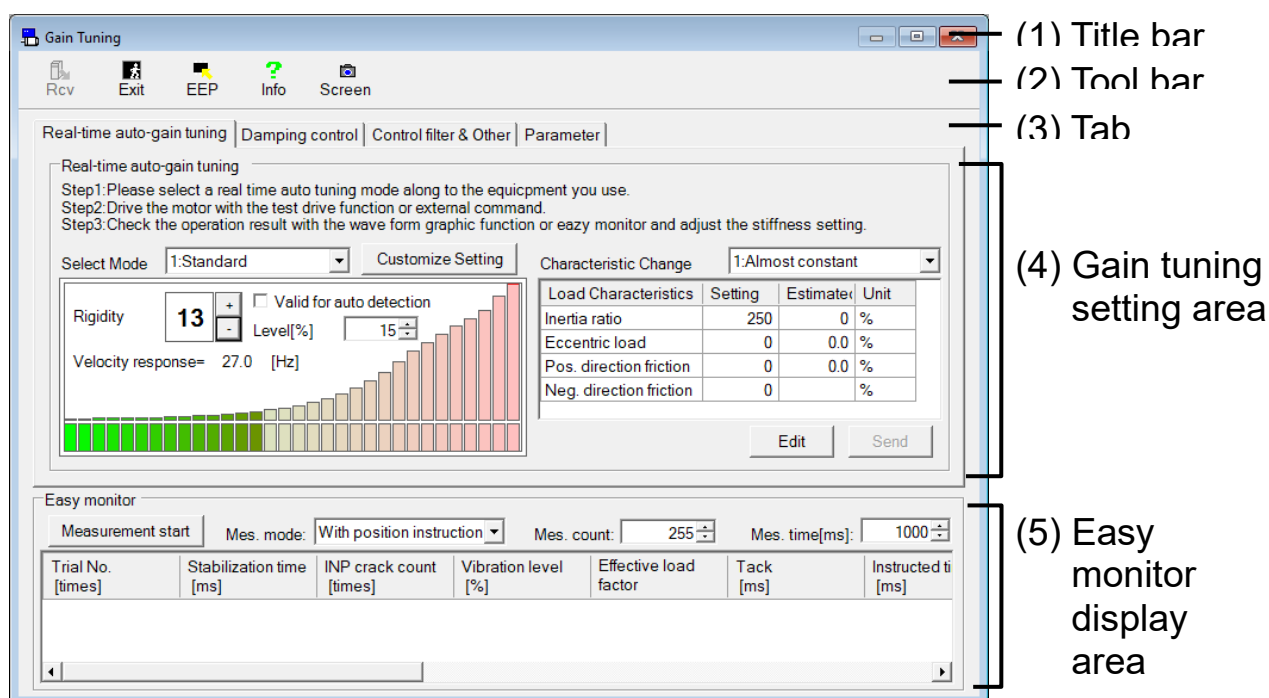 Gain Tuning
(1) Title bar
Rcv Exit EEP Info Screen
(2) Tool bar
Real-time auto-gain tuning Damping control Control filter & Other Parameter
(3) Tab
Real-time auto-gain tuning
Step1:Please select a real time auto tuning mode along to the equicpment you use.
Step2:Drive the motor with the test drive function or external command.
Step3:Check the operation result with the wave form graphic function or eazy monitor and adjust the stiffness setting.
Select Mode 1:Standard Customize Setting Characteristic Change 1:Almost constant
(4) Gain tuning
setting area
Rigidity 13 + - Valid for auto detection
Level[%] 15
Velocity response= 27.0 [Hz]
Load Characteristics Setting Estimated Unit
Inertia ratio 250 0 %
Eccentric load 0 0.0 %
Pos. direction friction 0 0.0 %
Neg. direction friction 0 %
Edit Send
Easy monitor
Measurement start Mes. mode: With position instruction Mes. count: 255 Mes. time[ms]: 1000
(5) Easy
monitor
display
area
Trial No. Stabilization time INP crack count Vibration level Effective load Tack Instructed ti
[times] [ms] [times] [%] factor [ms] [ms]